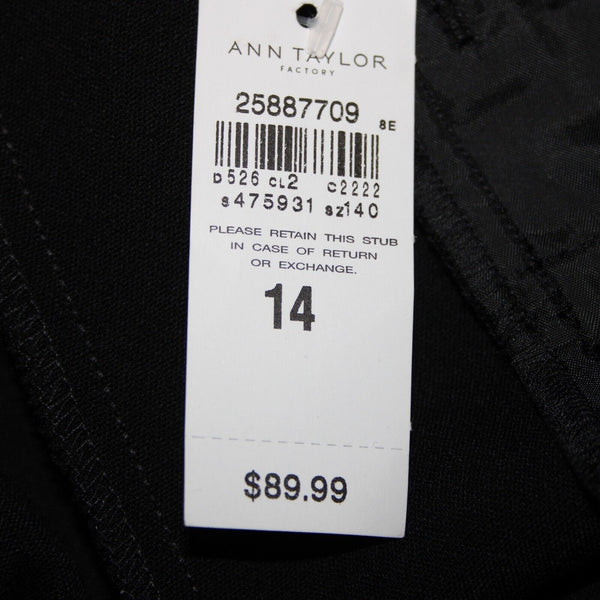 ANN TAYLOR
FACTORY
25887709 8E
D526 CL2 C2222
S475931 SZ140
PLEASE RETAIN THIS STUB
IN CASE OF RETURN
OR EXCHANGE.
14
$89.99